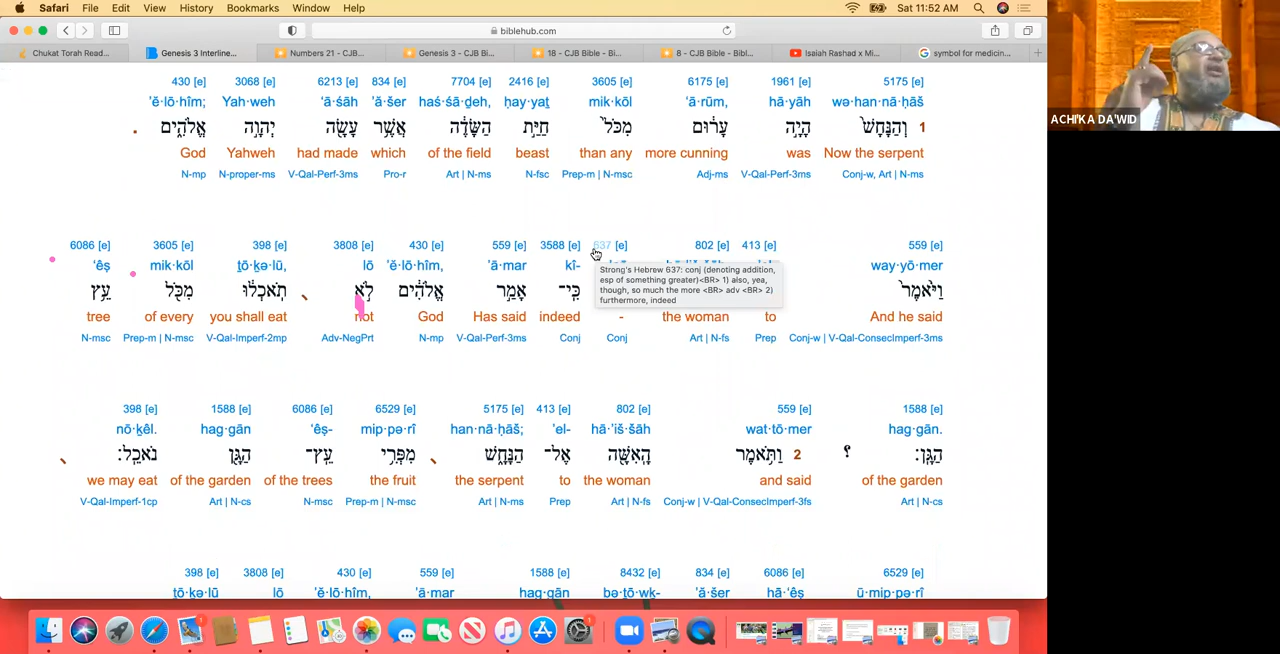 Safari File Edit View History Bookmarks Window Help Sat 11:52 AM
biblehub.com
Chukat Torah Read... Genesis 3 Interline... Numbers 21 - CJB... Genesis 3 - CJB Bi... 18 - CJB Bible - Bi... 8 - CJB Bible - Bibl... Isaiah Rashad x Mi... symbol for medicin...
430 [e] 3068 [e] 6213 [e] 834 [e] 7704 [e] 2416 [e] 3605 [e] 6175 [e] 1961 [e] 5175 [e]
’ĕ·lō·hîm; Yah·weh ‘ā·śāh ’ă·šer haś·śā·ḏeh, ḥay·yaṯ mik·kōl ‘ā·rūm, hā·yāh wə·han·nā·ḥāš
1 וְהַנָּחָשׁ֙ הָיָ֣ה עָר֔וּם מִכֹּל֙ חַיַּ֣ת הַשָּׂדֶ֔ה אֲשֶׁ֥ר עָשָׂ֖ה יְהוָ֣ה אֱלֹהִ֑ים .
God Yahweh had made which of the field beast than any more cunning was Now the serpent
N-mp N-proper-ms V-Qal-Perf-3ms Pro-r Art | N-ms N-fsc Prep-m | N-msc Adj-ms V-Qal-Perf-3ms Conj-w, Art | N-ms
6086 [e] 3605 [e] 398 [e] 3808 [e] 430 [e] 559 [e] 3588 [e] 637 [e] 802 [e] 413 [e] 559 [e]
‘êṣ mik·kōl ṯō·ḵə·lū, lō ’ĕ·lō·hîm, ’ā·mar kî- way·yō·mer
Strong's Hebrew 637: conj (denoting addition,
esp of something greater)<BR> 1) also, yea,
though, so much the more <BR> adv <BR> 2)
furthermore, indeed
וַיֹּ֙אמֶר֙ כִּֽי־ אָמַ֣ר אֱלֹהִ֔ים לֹ֣א תֹֽאכְל֔וּ מִכֹּ֖ל עֵ֥ץ
tree of every you shall eat not God Has said indeed - the woman to And he said
N-msc Prep-m | N-msc V-Qal-Imperf-2mp Adv-NegPrt N-mp V-Qal-Perf-3ms Conj Conj Art | N-fs Prep Conj-w | V-Qal-ConsecImperf-3ms
398 [e] 1588 [e] 6086 [e] 6529 [e] 5175 [e] 413 [e] 802 [e] 559 [e] 1588 [e]
nō·ḵêl. hag·gān ‘êṣ- mip·pə·rî han·nā·ḥāš; ’el- hā·’iš·šāh wat·tō·mer hag·gān.
הַגָּֽן׃ ؟ 2 וַתֹּ֥אמֶר הָֽאִשָּׁ֖ה אֶל־ הַנָּחָ֑שׁ מִפְּרִ֥י עֵֽץ־ הַגָּ֖ן נֹאכֵֽל׃
we may eat of the garden of the trees the fruit the serpent to the woman and said of the garden
V-Qal-Imperf-1cp Art | N-cs N-msc Prep-m | N-msc Art | N-ms Prep Art | N-fs Conj-w | V-Qal-ConsecImperf-3fs Art | N-cs
398 [e] 3808 [e] 430 [e] 559 [e] 1588 [e] 8432 [e] 834 [e] 6086 [e] 6529 [e]
ṯō·ḵə·lū lō ’ĕ·lō·hîm, ’ā·mar hag·gān bə·ṯō·wḵ- ’ă·šer hā·‘êṣ ū·mip·pə·rî
ACHI'KA DA'WID